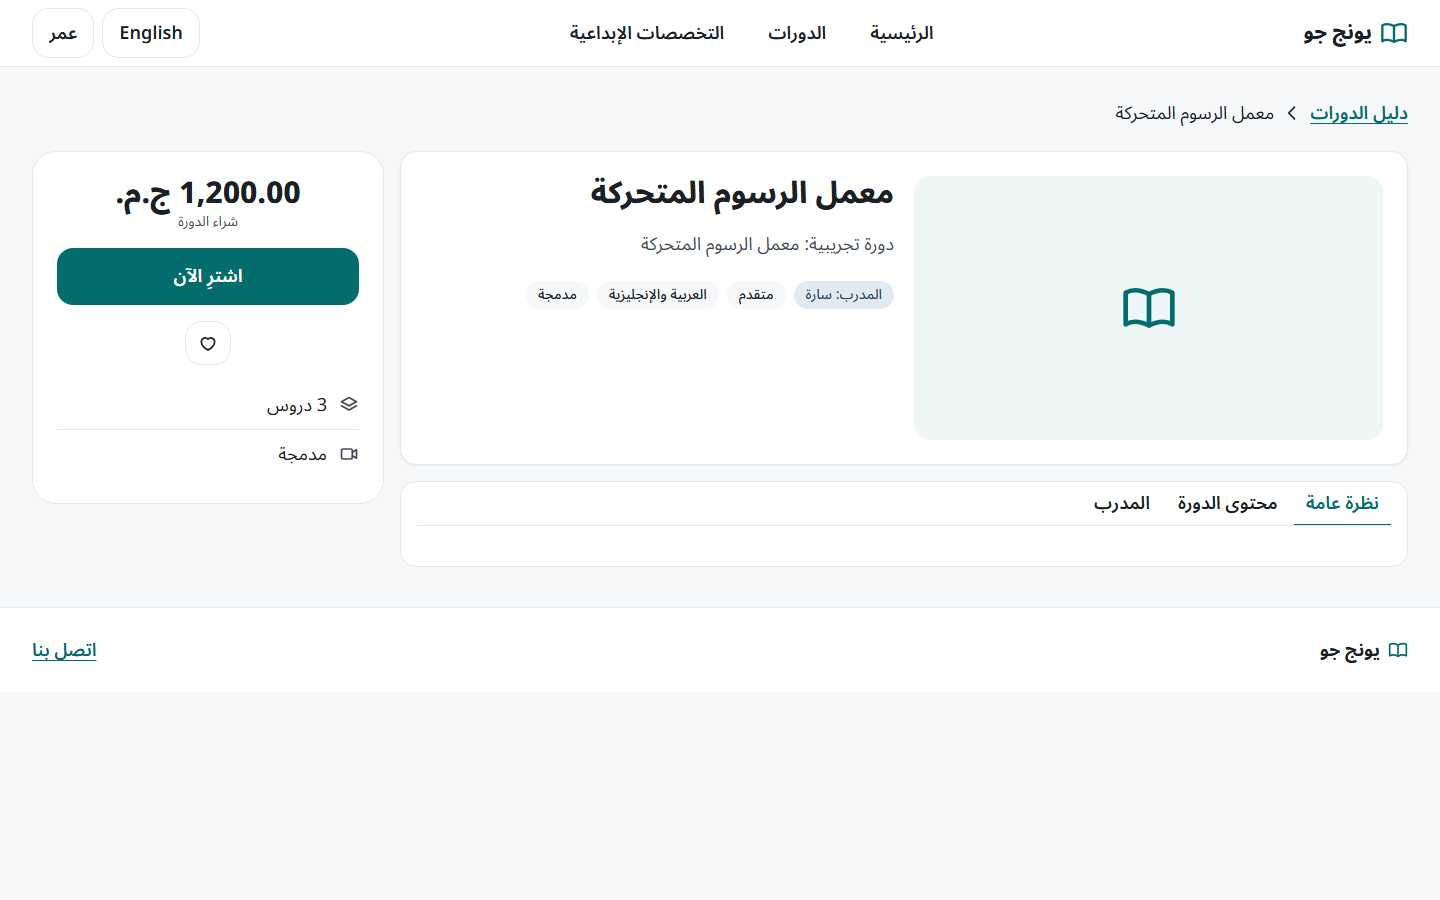 يونج جو
الرئيسية
الدورات
التخصصات الإبداعية
English
عمر
دليل الدورات
معمل الرسوم المتحركة
معمل الرسوم المتحركة
دورة تجريبية: معمل الرسوم المتحركة
المدرب: سارة
متقدم
العربية والإنجليزية
مدمجة
1,200.00 ج.م.
شراء الدورة
اشترِ الآن
3 دروس
مدمجة
نظرة عامة
محتوى الدورة
المدرب
يونج جو
اتصل بنا